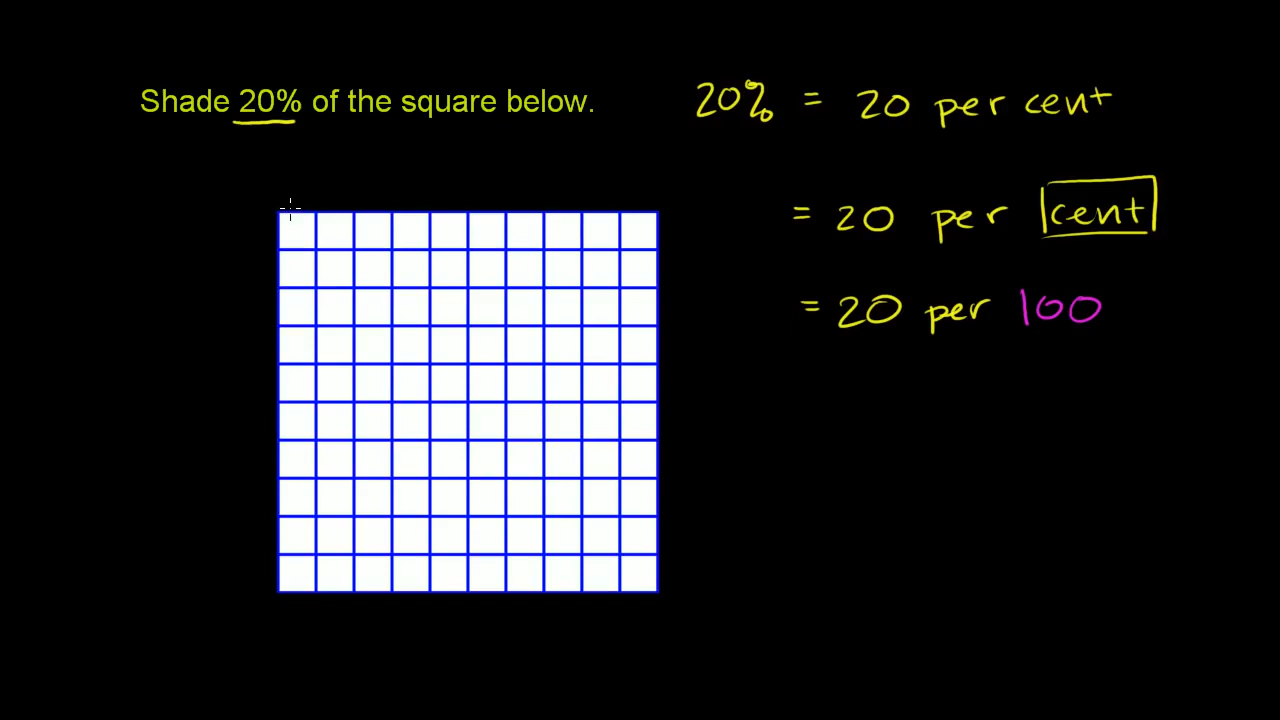 Shade 20% of the square below.
20% = 20 per cent
= 20 per cent
= 20 per 100